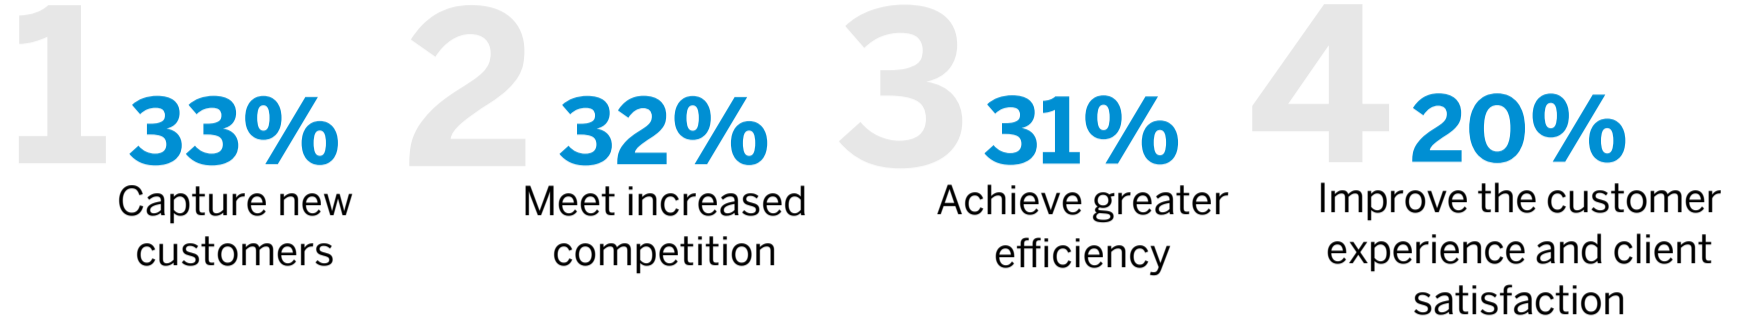 1
33%
Capture new
customers
2
32%
Meet increased
competition
3
31%
Achieve greater
efficiency
4
20%
Improve the customer
experience and client
satisfaction